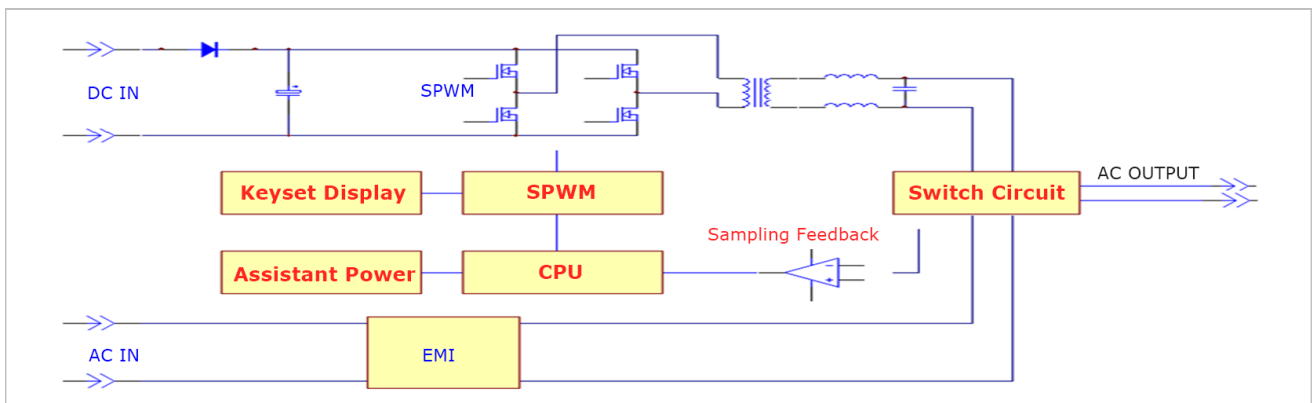 DC IN
SPWM
Keyset Display
SPWM
Switch Circuit
AC OUTPUT
Sampling Feedback
Assistant Power
CPU
AC IN
EMI